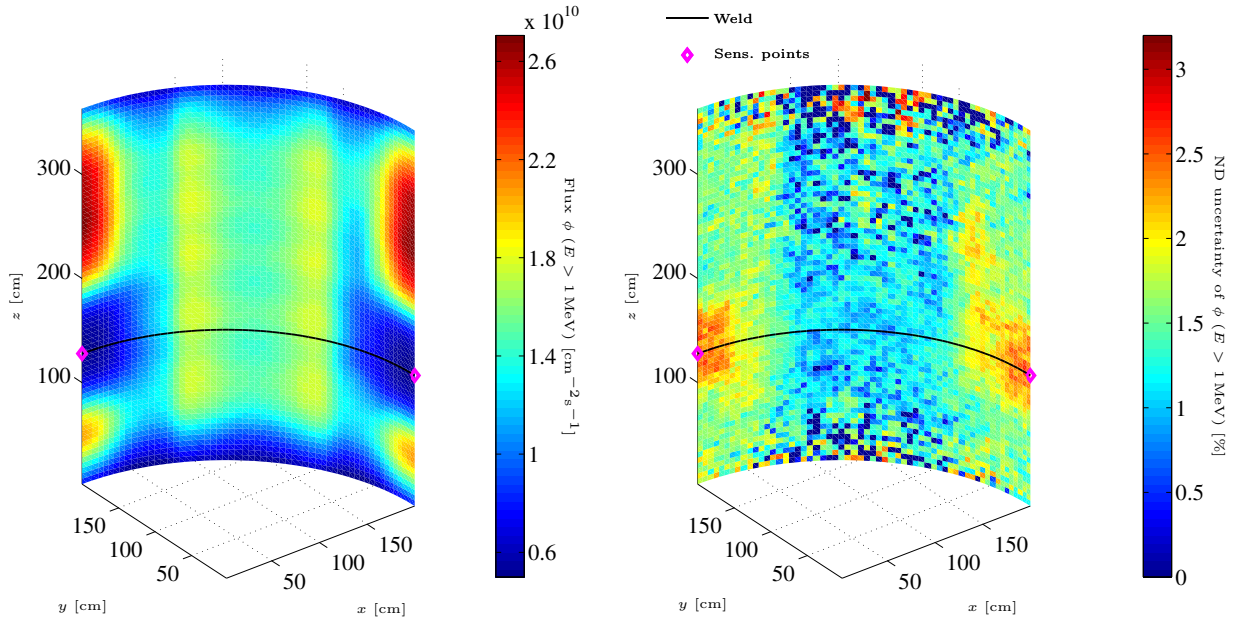 x 10^10
2.6
2.2
1.8
1.4
1
0.6
Flux ϕ (E > 1 MeV) [cm−2s−1]
300
200
100
z [cm]
150
100
50
y [cm]
50
100
150
x [cm]
Weld
Sens. points
3
2.5
2
1.5
1
0.5
0
ND uncertainty of ϕ (E > 1 MeV) [%]
300
200
100
z [cm]
150
100
50
y [cm]
50
100
150
x [cm]